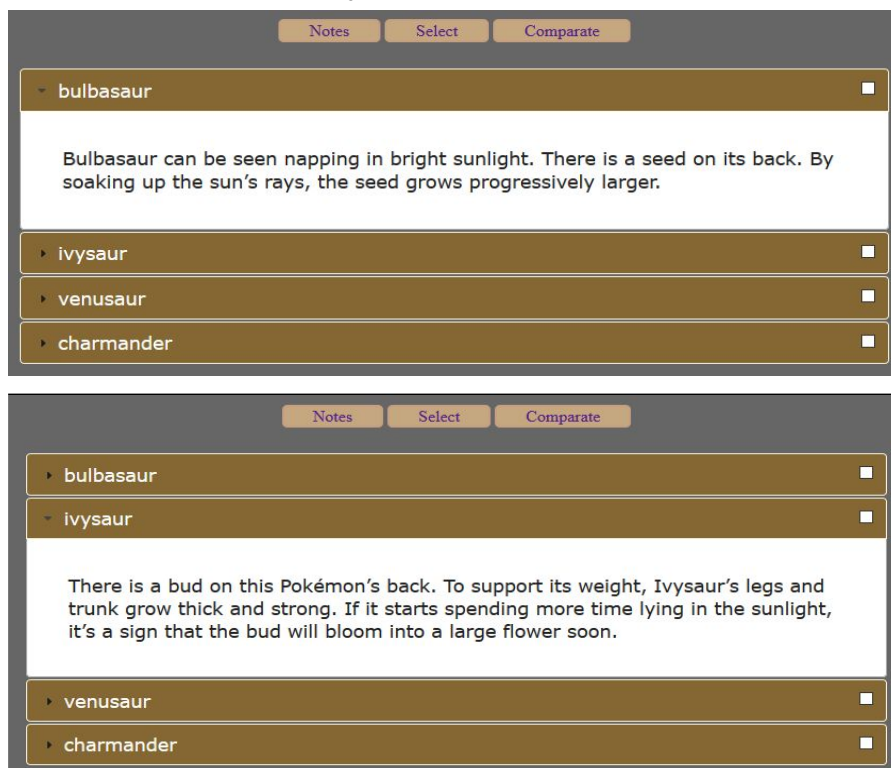 Notes Select Comparate
bulbasaur
Bulbasaur can be seen napping in bright sunlight. There is a seed on its back. By
soaking up the sun’s rays, the seed grows progressively larger.
ivysaur
venusaur
charmander
Notes Select Comparate
bulbasaur
ivysaur
There is a bud on this Pokémon’s back. To support its weight, Ivysaur’s legs and
trunk grow thick and strong. If it starts spending more time lying in the sunlight,
it’s a sign that the bud will bloom into a large flower soon.
venusaur
charmander